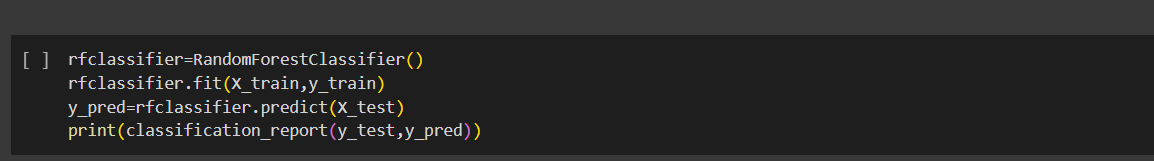 [ ] rfclassifier=RandomForestClassifier()
rfclassifier.fit(X_train,y_train)
y_pred=rfclassifier.predict(X_test)
print(classification_report(y_test,y_pred))